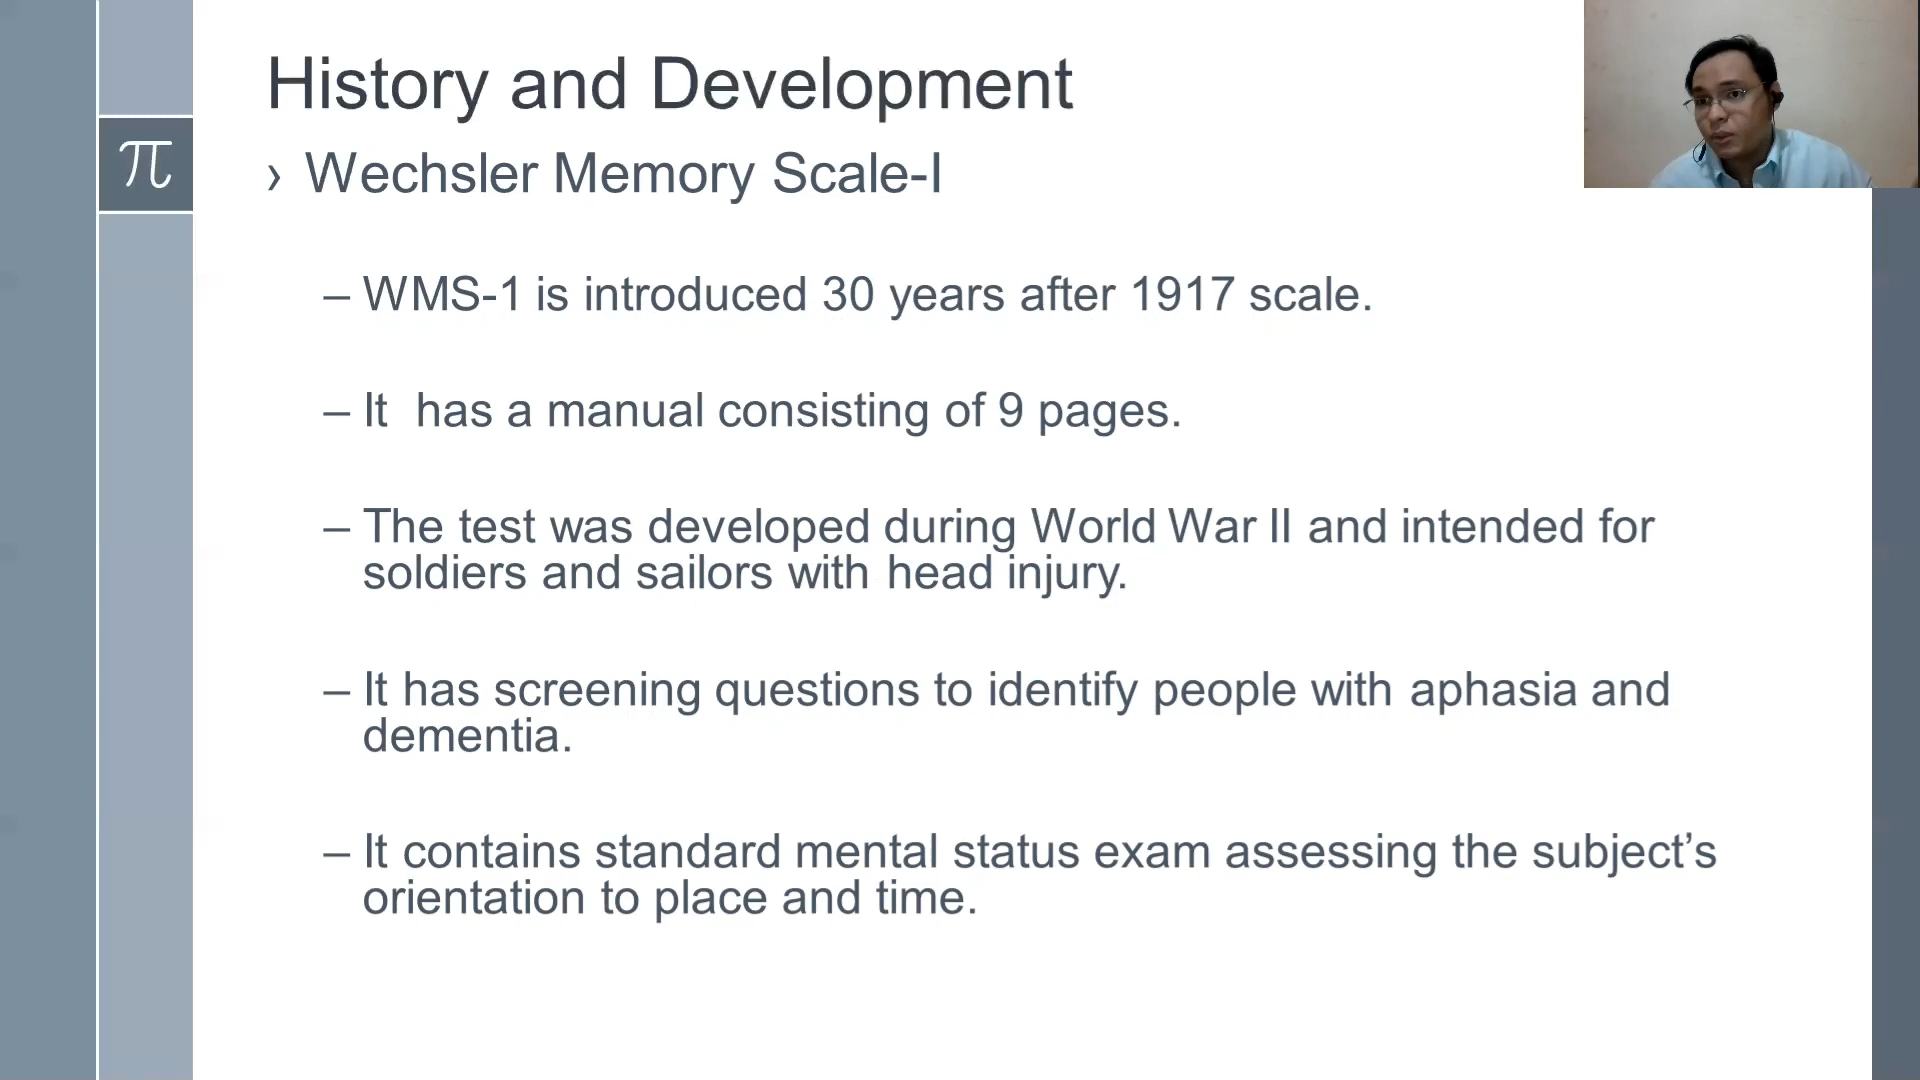 History and Development
π
› Wechsler Memory Scale-I
– WMS-1 is introduced 30 years after 1917 scale.
– It  has a manual consisting of 9 pages.
– The test was developed during World War II and intended for
soldiers and sailors with head injury.
– It has screening questions to identify people with aphasia and
dementia.
– It contains standard mental status exam assessing the subject’s
orientation to place and time.